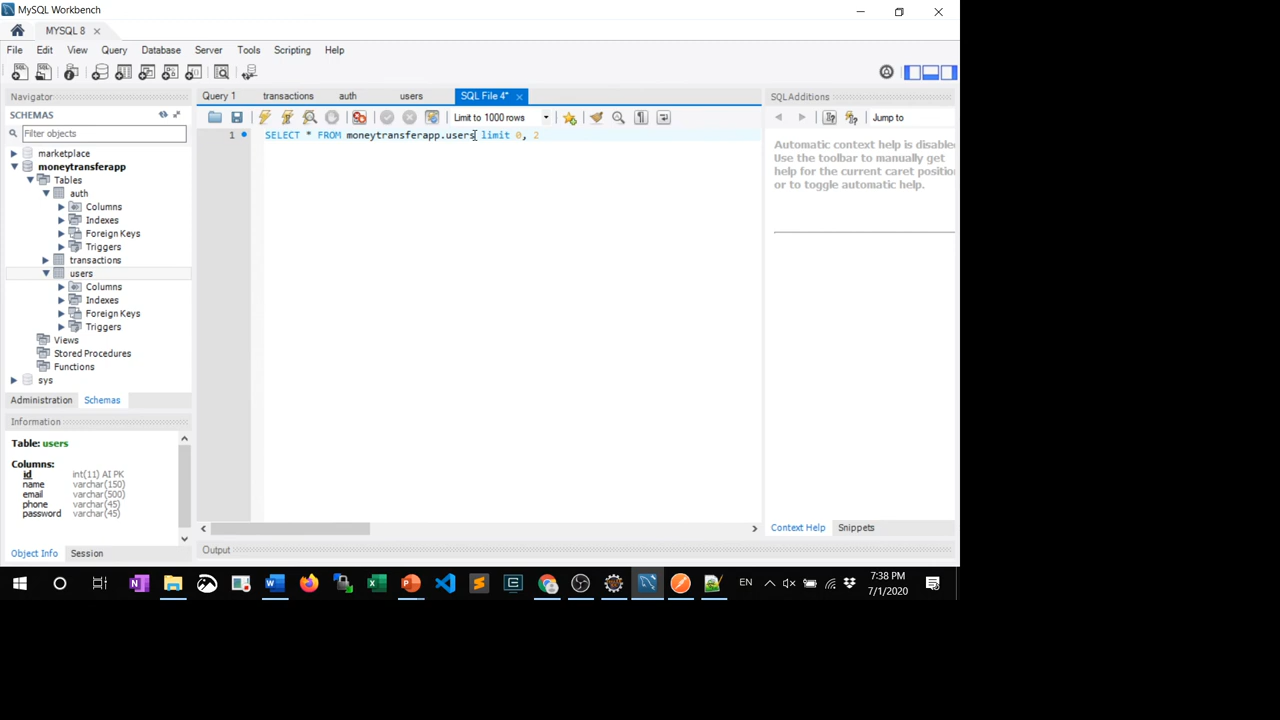 MySQL Workbench
MYSQL 8
File Edit View Query Database Server Tools Scripting Help
Navigator
SCHEMAS
Filter objects
marketplace
moneytransferapp
Tables
auth
Columns
Indexes
Foreign Keys
Triggers
transactions
users
Columns
Indexes
Foreign Keys
Triggers
Views
Stored Procedures
Functions
sys
Administration Schemas
Information
Table: users
Columns:
id int(11) AI PK
name varchar(150)
email varchar(500)
phone varchar(45)
password varchar(45)
Object Info Session
Query 1 transactions auth users SQL File 4*
Limit to 1000 rows
1 SELECT * FROM moneytransferapp.users limit 0, 2
Output
SQLAdditions
Jump to
Automatic context help is disable
Use the toolbar to manually get
help for the current caret positio
or to toggle automatic help.
Context Help Snippets
EN
7:38 PM
7/1/2020